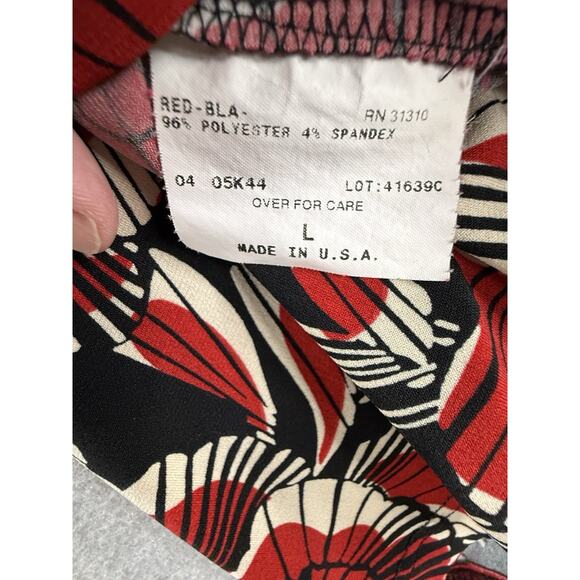 RED-BLA- RN 31310
96% POLYESTER 4% SPANDEX
04 05K44 LOT:41639C
OVER FOR CARE
L
MADE IN U.S.A.